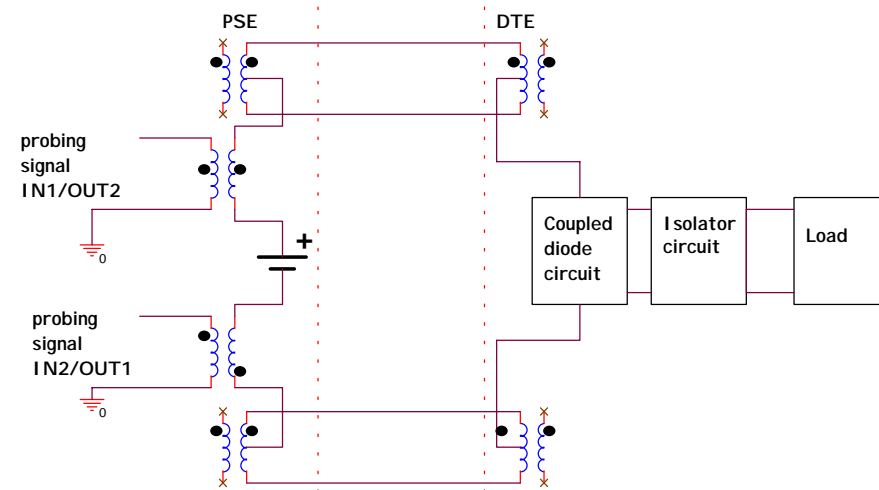 PSE
DTE
probing
signal
IN1/OUT2
0
+
Coupled
diode
circuit
Isolator
circuit
Load
probing
signal
IN2/OUT1
0